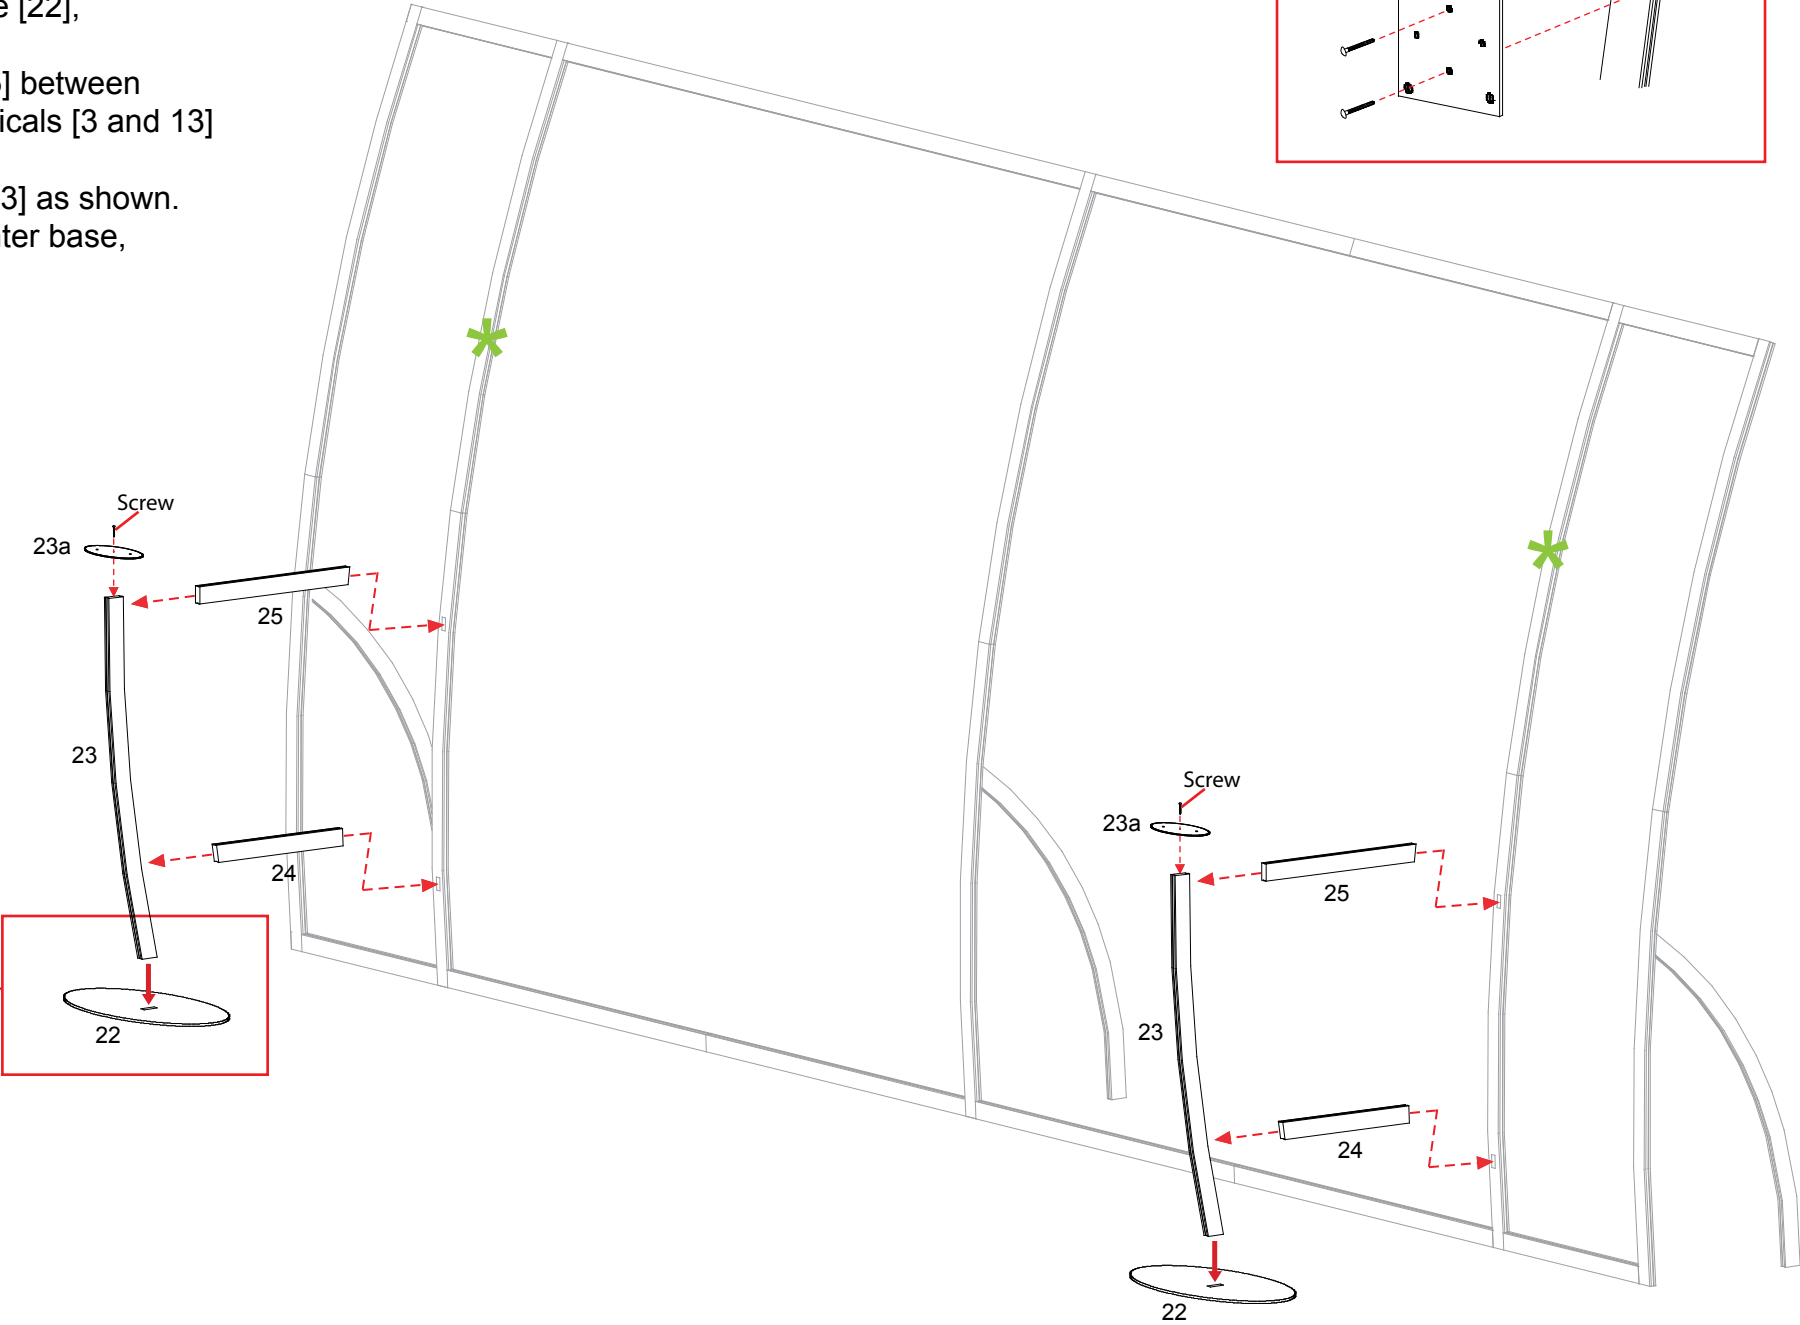 [22],
] between
icals [3 and 13]
3] as shown.
ter base,
Screw
23a
25
23
24
22
Screw
23a
25
23
24
22